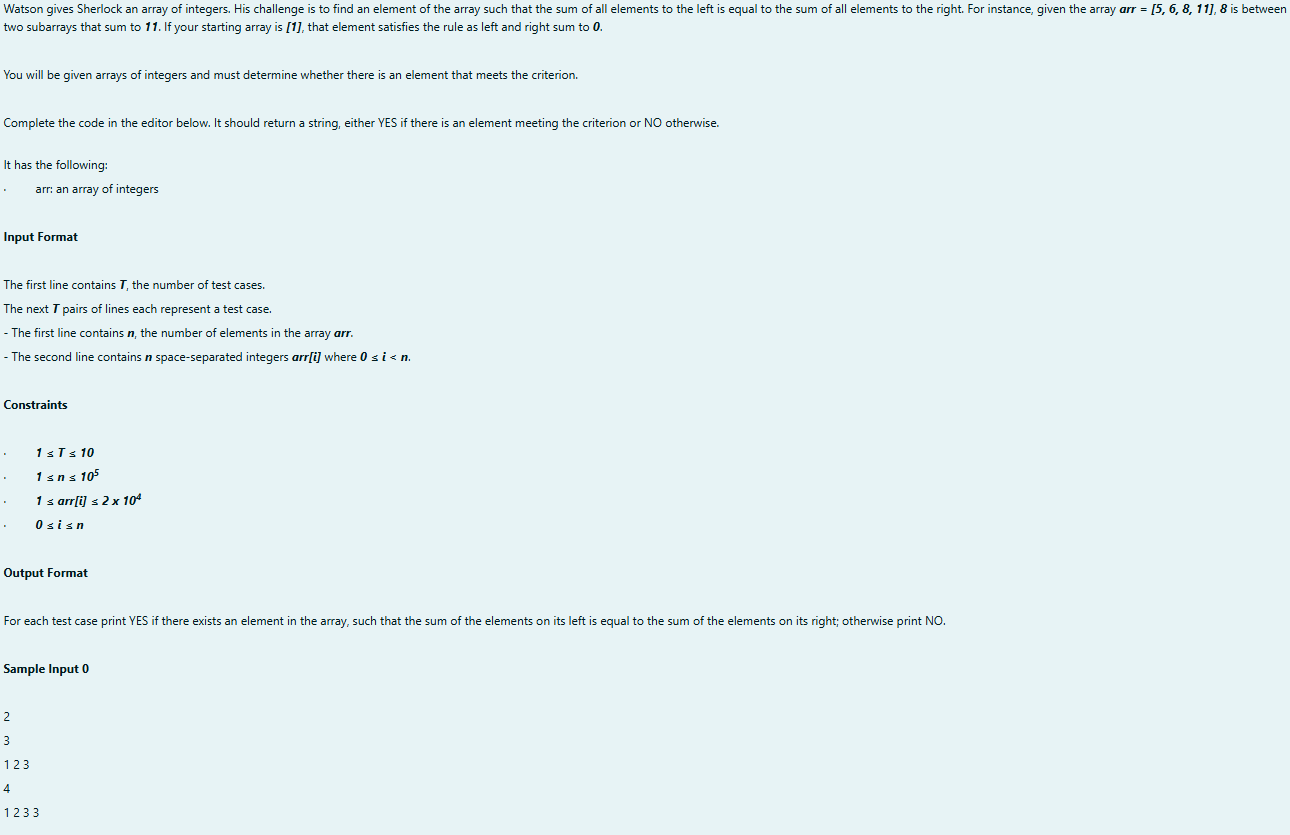 Watson gives Sherlock an array of integers. His challenge is to find an element of the array such that the sum of all elements to the left is equal to the sum of all elements to the right. For instance, given the array arr = [5, 6, 8, 11], 8 is between
two subarrays that sum to 11. If your starting array is [1], that element satisfies the rule as left and right sum to 0.
You will be given arrays of integers and must determine whether there is an element that meets the criterion.
Complete the code in the editor below. It should return a string, either YES if there is an element meeting the criterion or NO otherwise.
It has the following:
· arr: an array of integers
Input Format
The first line contains T, the number of test cases.
The next T pairs of lines each represent a test case.
- The first line contains n, the number of elements in the array arr.
- The second line contains n space-separated integers arr[i] where 0 ≤ i < n.
Constraints
· 1 ≤ T ≤ 10
· 1 ≤ n ≤ 10⁵
· 1 ≤ arr[i] ≤ 2 x 10⁴
· 0 ≤ i ≤ n
Output Format
For each test case print YES if there exists an element in the array, such that the sum of the elements on its left is equal to the sum of the elements on its right; otherwise print NO.
Sample Input 0
2
3
1 2 3
4
1 2 3 3